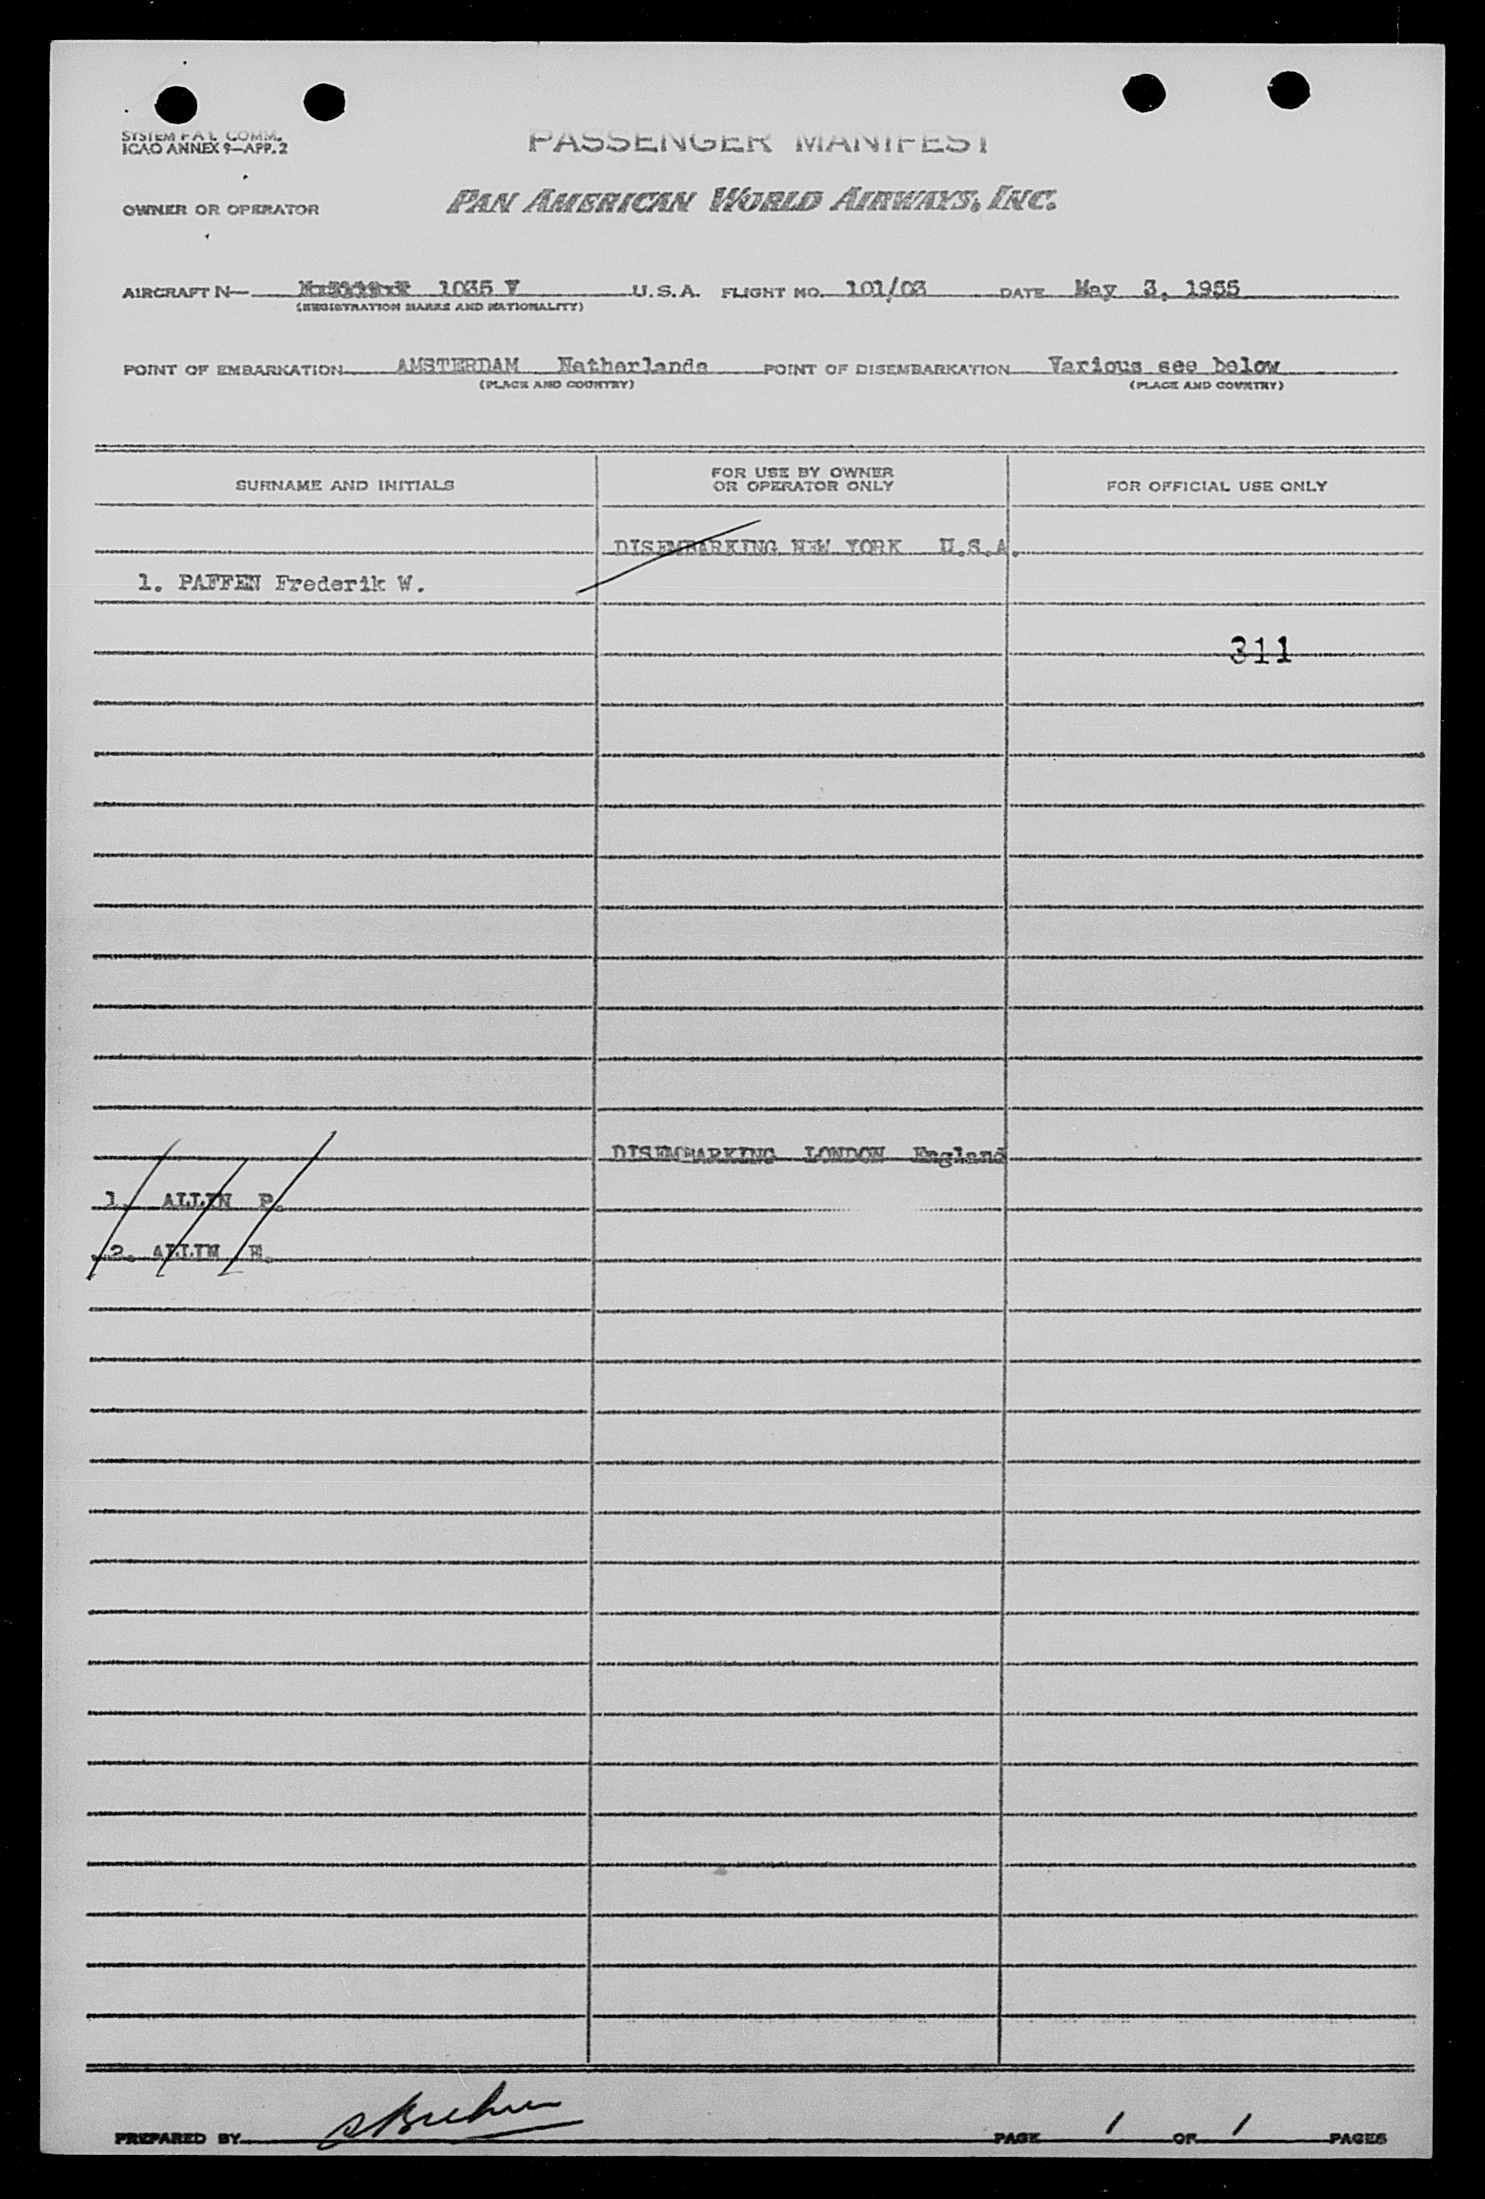 SYSTEM F.A.L. COMM.
ICAO ANNEX 9—APP. 2
PASSENGER MANIFEST
OWNER OR OPERATOR PAN AMERICAN WORLD AIRWAYS, INC.
AIRCRAFT N— 1035 V U.S.A. FLIGHT NO. 101/03 DATE May 3, 1955
(REGISTRATION MARKS AND NATIONALITY)
POINT OF EMBARKATION AMSTERDAM Netherlands POINT OF DISEMBARKATION Various see below
(PLACE AND COUNTRY) (PLACE AND COUNTRY)
SURNAME AND INITIALS FOR USE BY OWNER OR OPERATOR ONLY FOR OFFICIAL USE ONLY
DISEMBARKING NEW YORK U.S.A.
1. PAFFEN Frederik W.
311
DISEMBARKING LONDON England
1. ALLIN P.
2. ALLIN E.
PREPARED BY PAGE 1 OF 1 PAGES